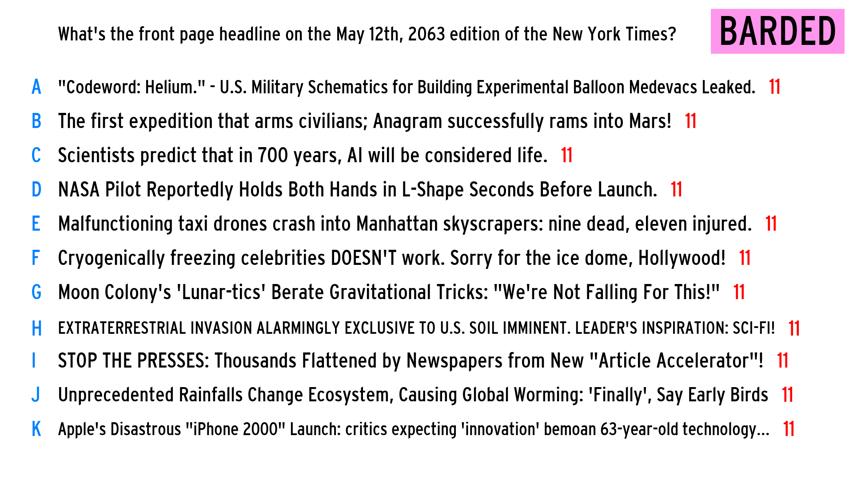 What's the front page headline on the May 12th, 2063 edition of the New York Times? BARDED
A "Codeword: Helium." - U.S. Military Schematics for Building Experimental Balloon Medevacs Leaked. 11
B The first expedition that arms civilians; Anagram successfully rams into Mars! 11
C Scientists predict that in 700 years, AI will be considered life. 11
D NASA Pilot Reportedly Holds Both Hands in L-Shape Seconds Before Launch. 11
E Malfunctioning taxi drones crash into Manhattan skyscrapers: nine dead, eleven injured. 11
F Cryogenically freezing celebrities DOESN'T work. Sorry for the ice dome, Hollywood! 11
G Moon Colony's 'Lunar-tics' Berate Gravitational Tricks: "We're Not Falling For This!" 11
H EXTRATERRESTRIAL INVASION ALARMINGLY EXCLUSIVE TO U.S. SOIL IMMINENT. LEADER'S INSPIRATION: SCI-FI! 11
I STOP THE PRESSES: Thousands Flattened by Newspapers from New "Article Accelerator"! 11
J Unprecedented Rainfalls Change Ecosystem, Causing Global Worming: 'Finally', Say Early Birds 11
K Apple's Disastrous "iPhone 2000" Launch: critics expecting 'innovation' bemoan 63-year-old technology... 11